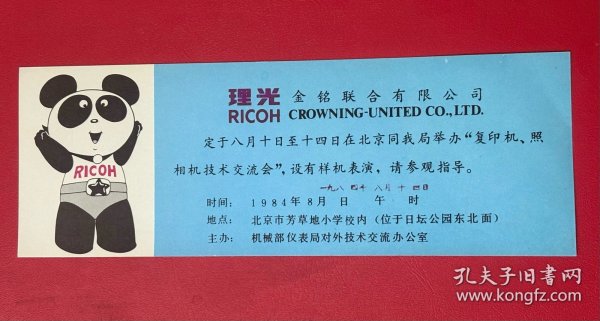 RICOH
理光 金铭联合有限公司
RICOH CROWNING-UNITED CO.,LTD.
定于八月十日至十四日在北京同我局举办“复印机、照
相机技术交流会”,设有样机表演,请参观指导。
一九八四年八月十四日
时间: 1984年8月 日 午 时
地点: 北京市芳草地小学校内(位于日坛公园东北面)
主办: 机械部仪表局对外技术交流办公室
孔夫子旧书网
www.kongfz.com